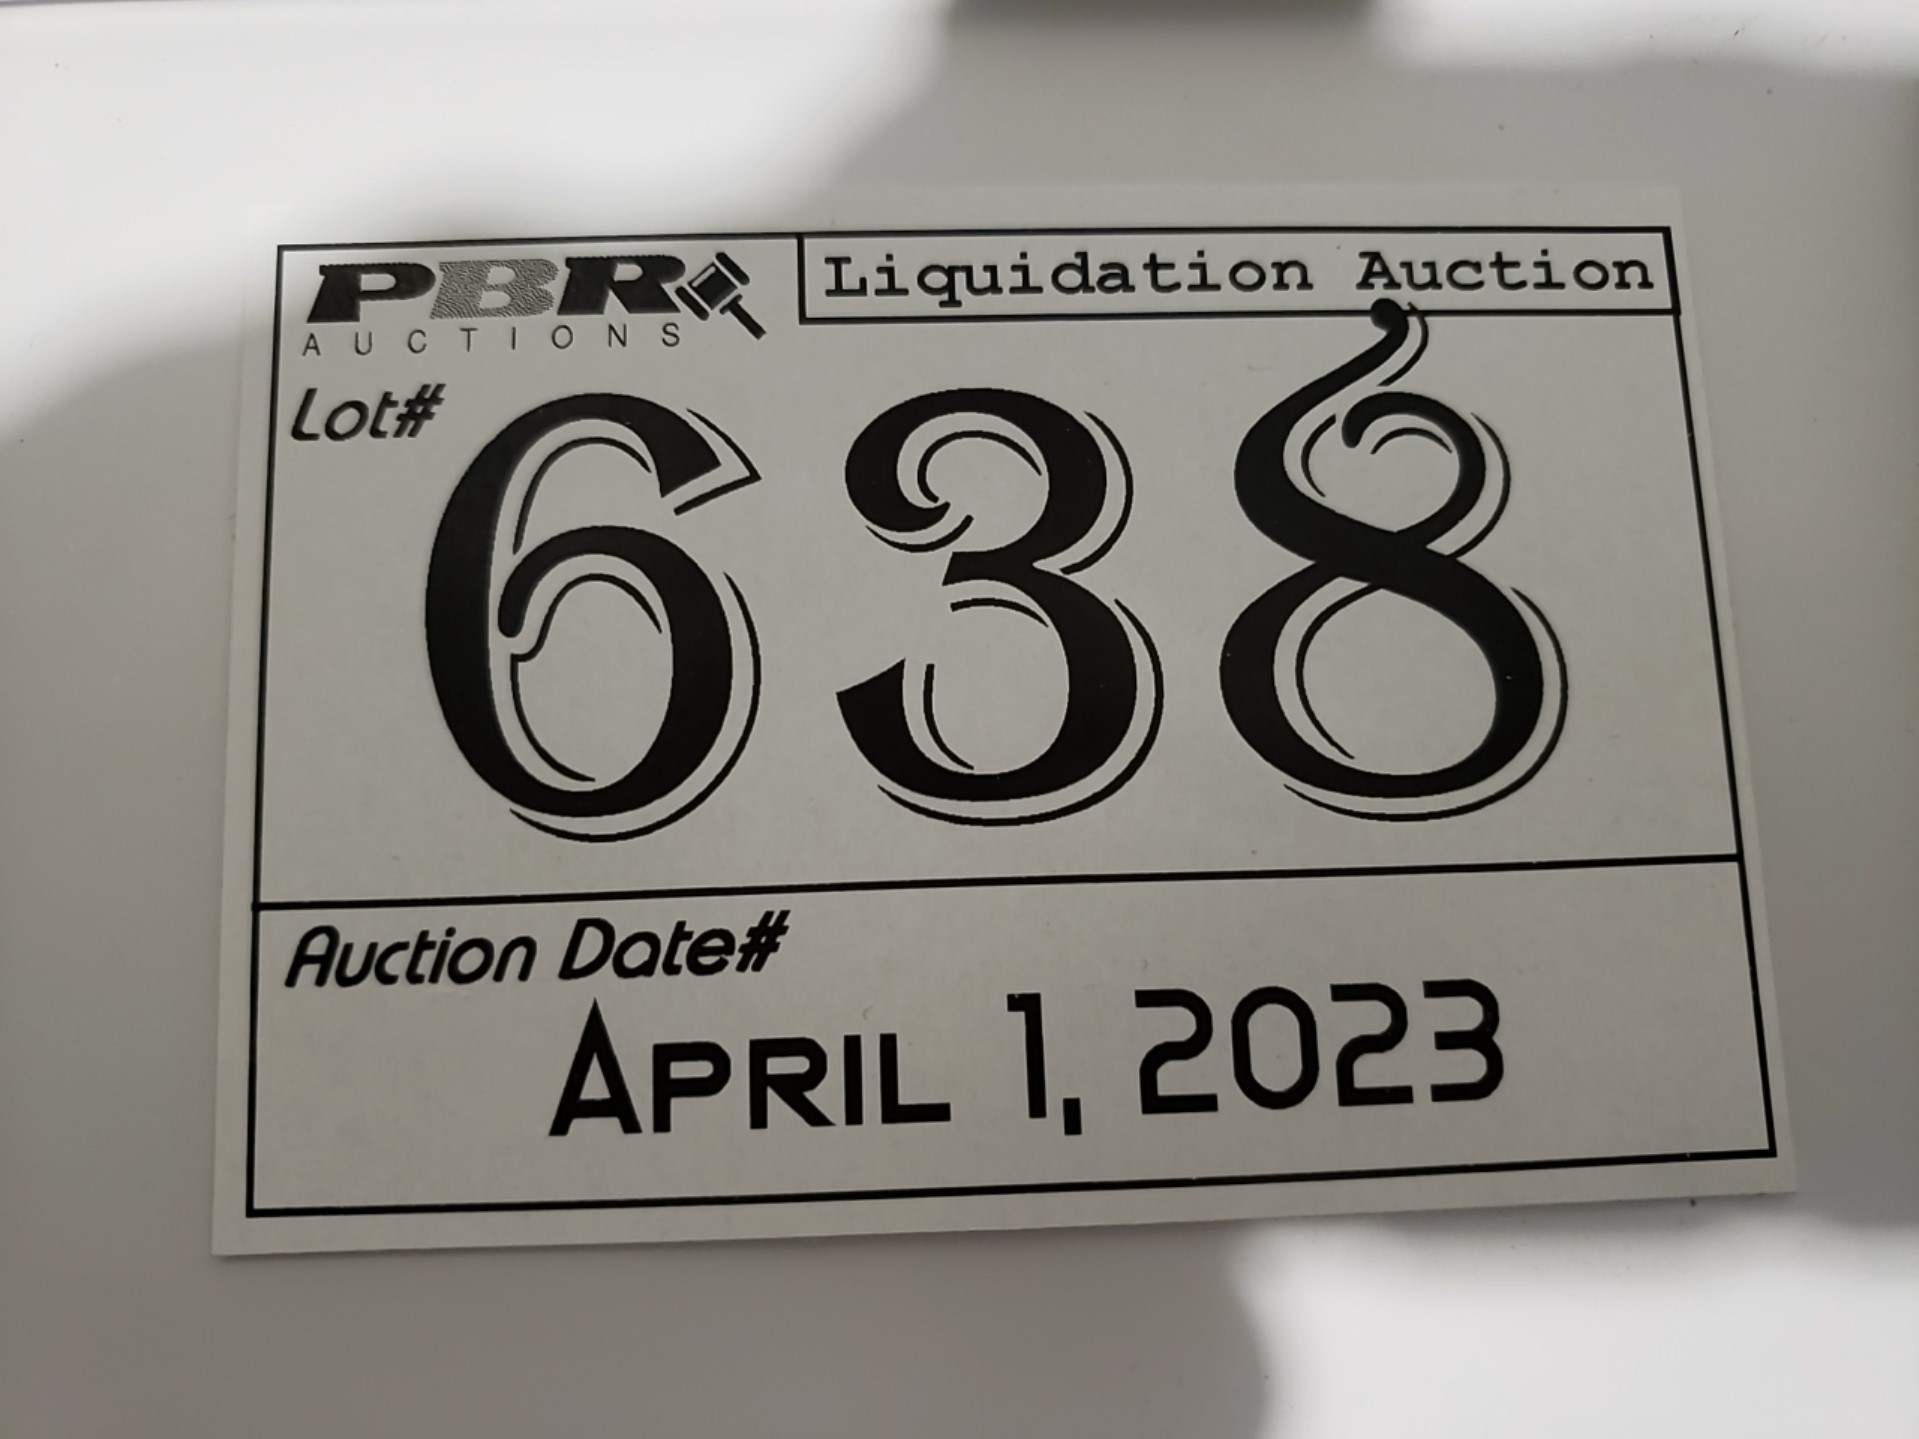 PBR
AUCTIONS
Liquidation Auction
Lot#
638
Auction Date#
APRIL 1, 2023